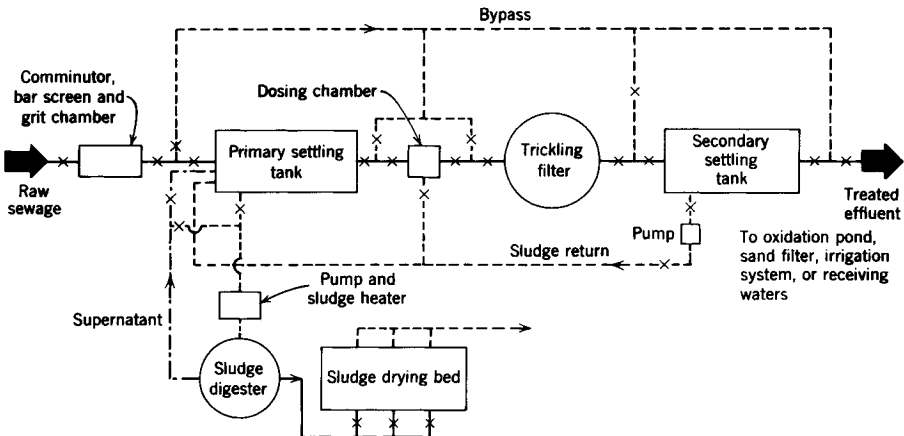 Bypass
Comminutor,
bar screen and
grit chamber
Dosing chamber
Raw
sewage
Primary settling
tank
Trickling
filter
Secondary
settling
tank
Treated
effluent
Pump
Sludge return
To oxidation pond,
sand filter, irrigation
system, or receiving
waters
Pump and
sludge heater
Supernatant
Sludge
digester
Sludge drying bed